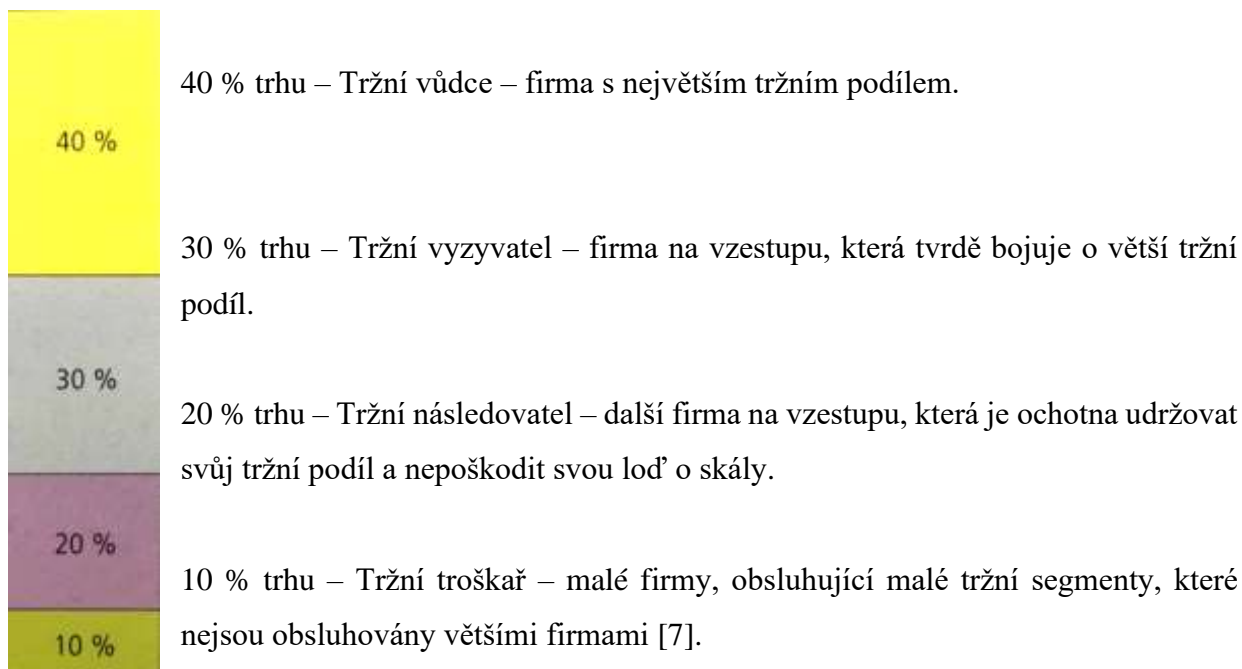 40 % trhu – Tržní vůdce – firma s největším tržním podílem.
40 %
30 % trhu – Tržní vyzyvatel – firma na vzestupu, která tvrdě bojuje o větší tržní
podíl.
30 %
20 % trhu – Tržní následovatel – další firma na vzestupu, která je ochotna udržovat
svůj tržní podíl a nepoškodit svou loď o skály.
20 %
10 % trhu – Tržní troškař – malé firmy, obsluhující malé tržní segmenty, které
nejsou obsluhovány většími firmami [7].
10 %